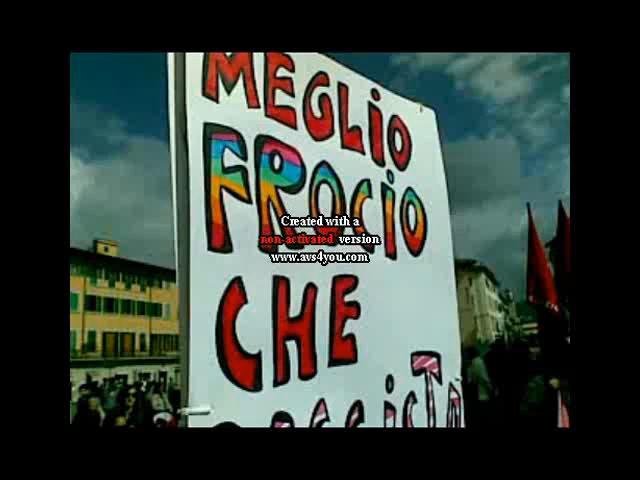 MEGLiO
FROCiO
CHE
Created with a
non-activated version
www.avs4you.com